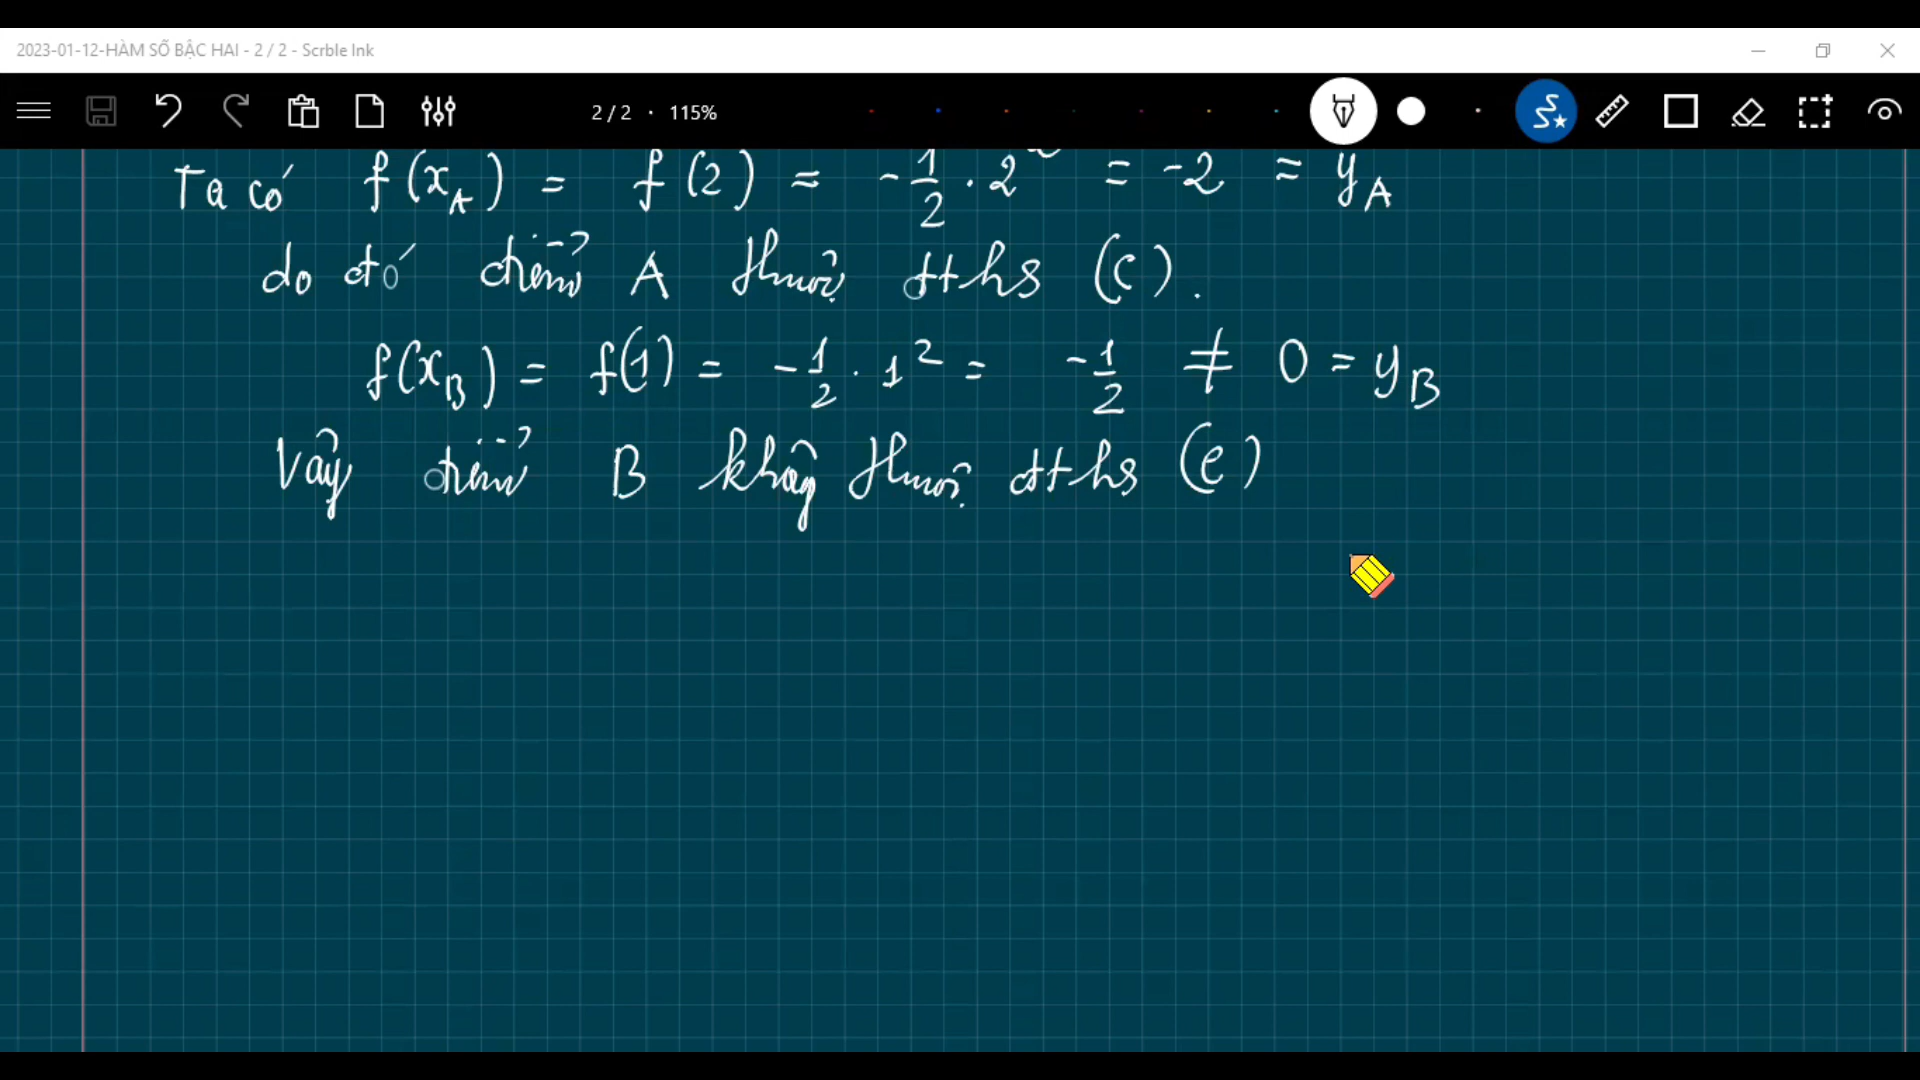 2023-01-12-HÀM SỐ BẬC HAI - 2 / 2 - Scrble Ink
2 / 2 · 115%
Ta có f(x_A) = f(2) = -1/2 . 2² = -2 = y_A
do đó điểm A thuộc đths (C).
f(x_B) = f(1) = -1/2 . 1² = -1/2 ≠ 0 = y_B
Vậy điểm B không thuộc đths (C)